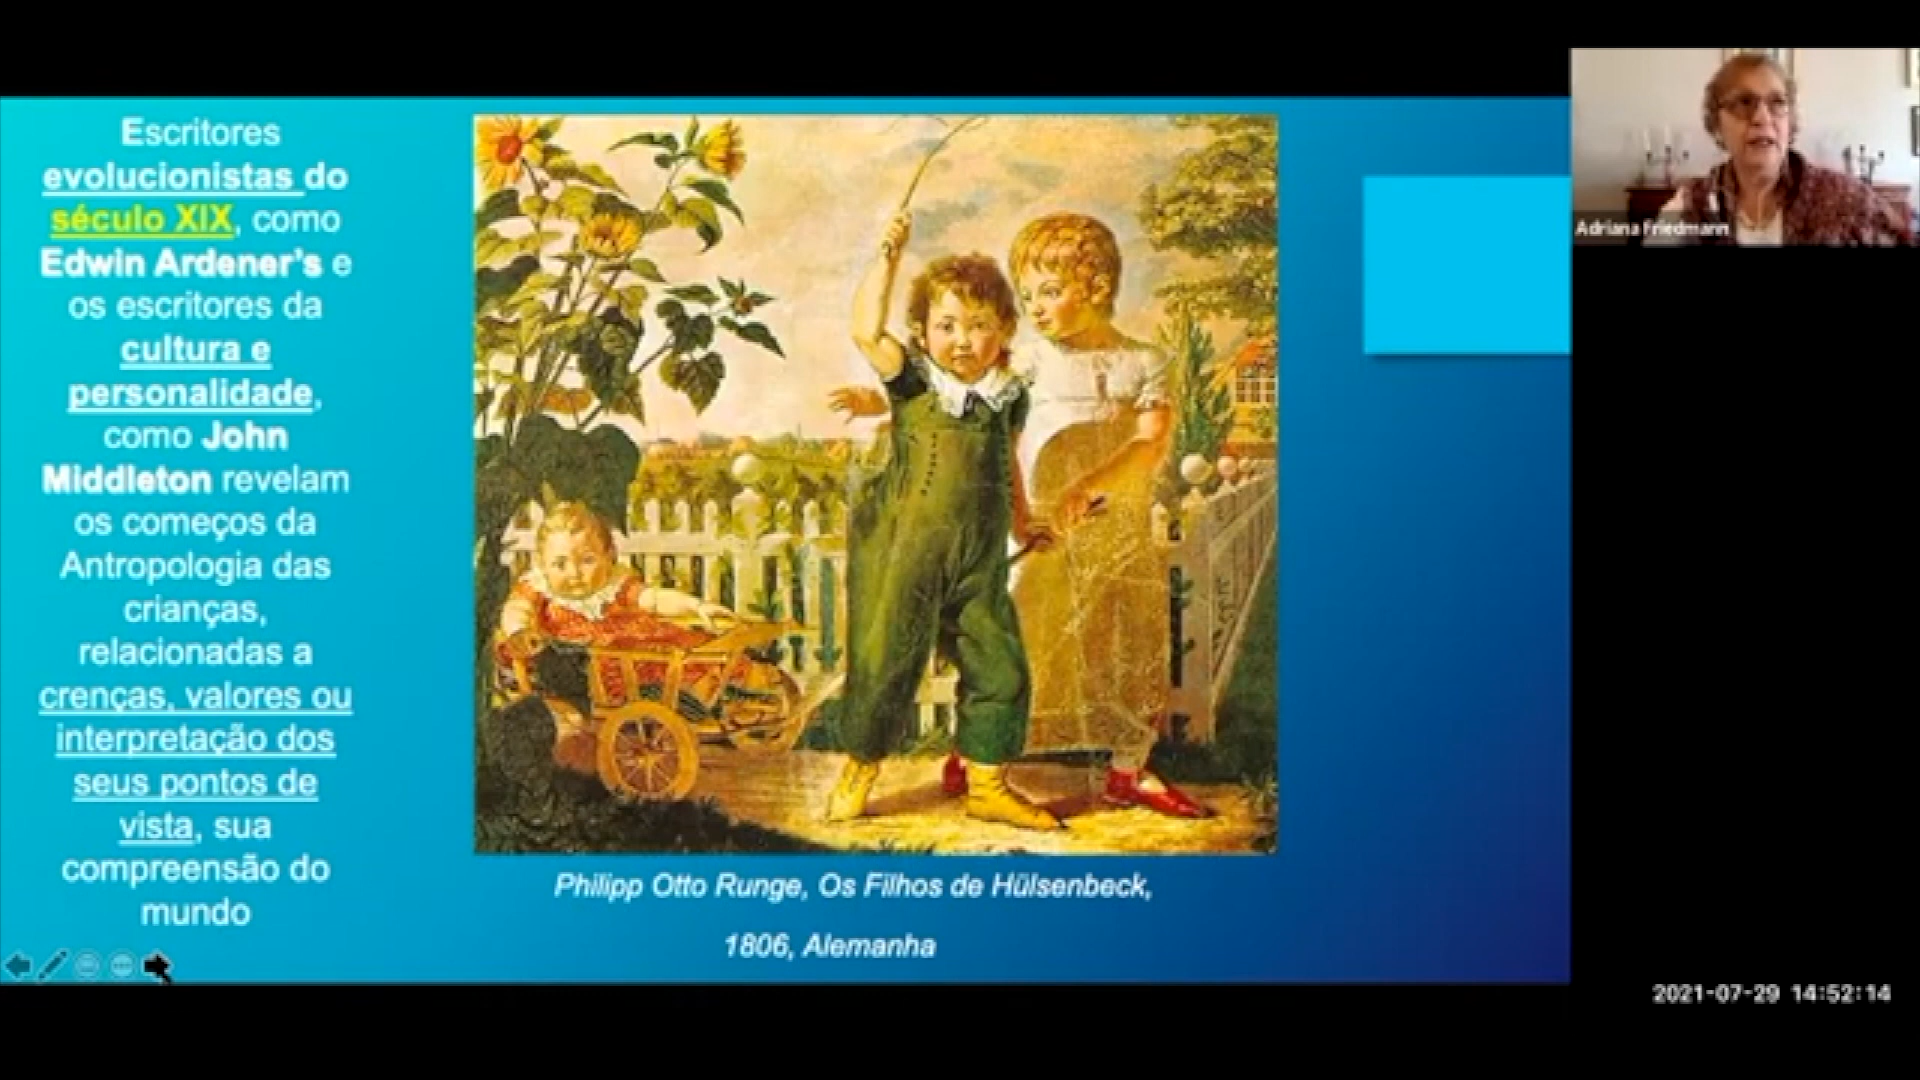 Escritores
evolucionistas do
século XIX, como
Edwin Ardener's e
os escritores da
cultura e
personalidade,
como John
Middleton revelam
os começos da
Antropologia das
crianças,
relacionadas a
crenças, valores ou
interpretação dos
seus pontos de
vista, sua
compreensão do
mundo
Philipp Otto Runge, Os Filhos de Hülsenbeck,
1806, Alemanha
Adriana Friedmann
2021-07-29 14:52:14